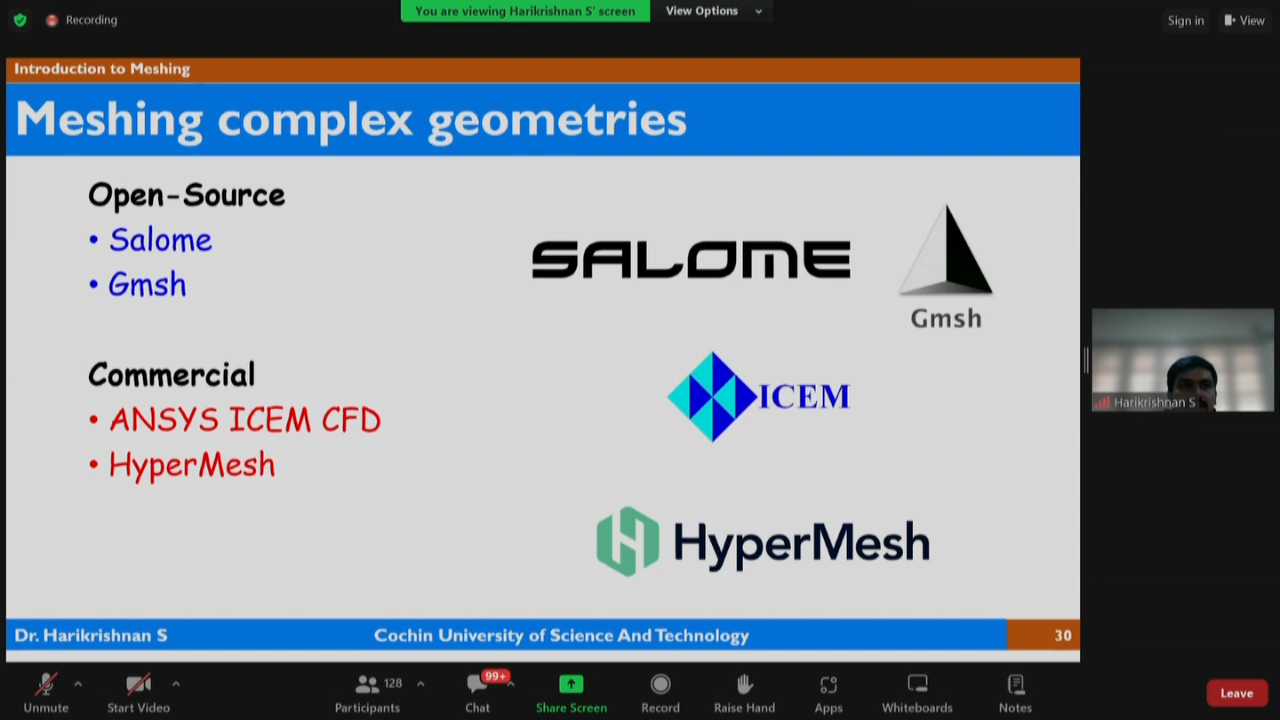 Recording
You are viewing Harikrishnan S' screen
View Options
Sign in
View
Introduction to Meshing
Meshing complex geometries
Open-Source
• Salome
• Gmsh
Commercial
• ANSYS ICEM CFD
• HyperMesh
SALOME
Gmsh
ICEM
HyperMesh
Harikrishnan S
Dr. Harikrishnan S
Cochin University of Science And Technology
30
Unmute
Start Video
128
Participants
99+
Chat
Share Screen
Record
Raise Hand
Apps
Whiteboards
Notes
Leave